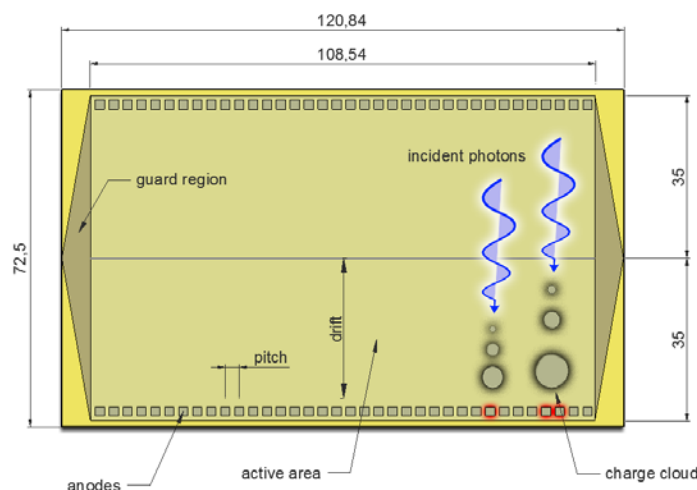 120,84
108,54
incident photons
guard region
35
72,5
drift
35
pitch
anodes
active area
charge cloud